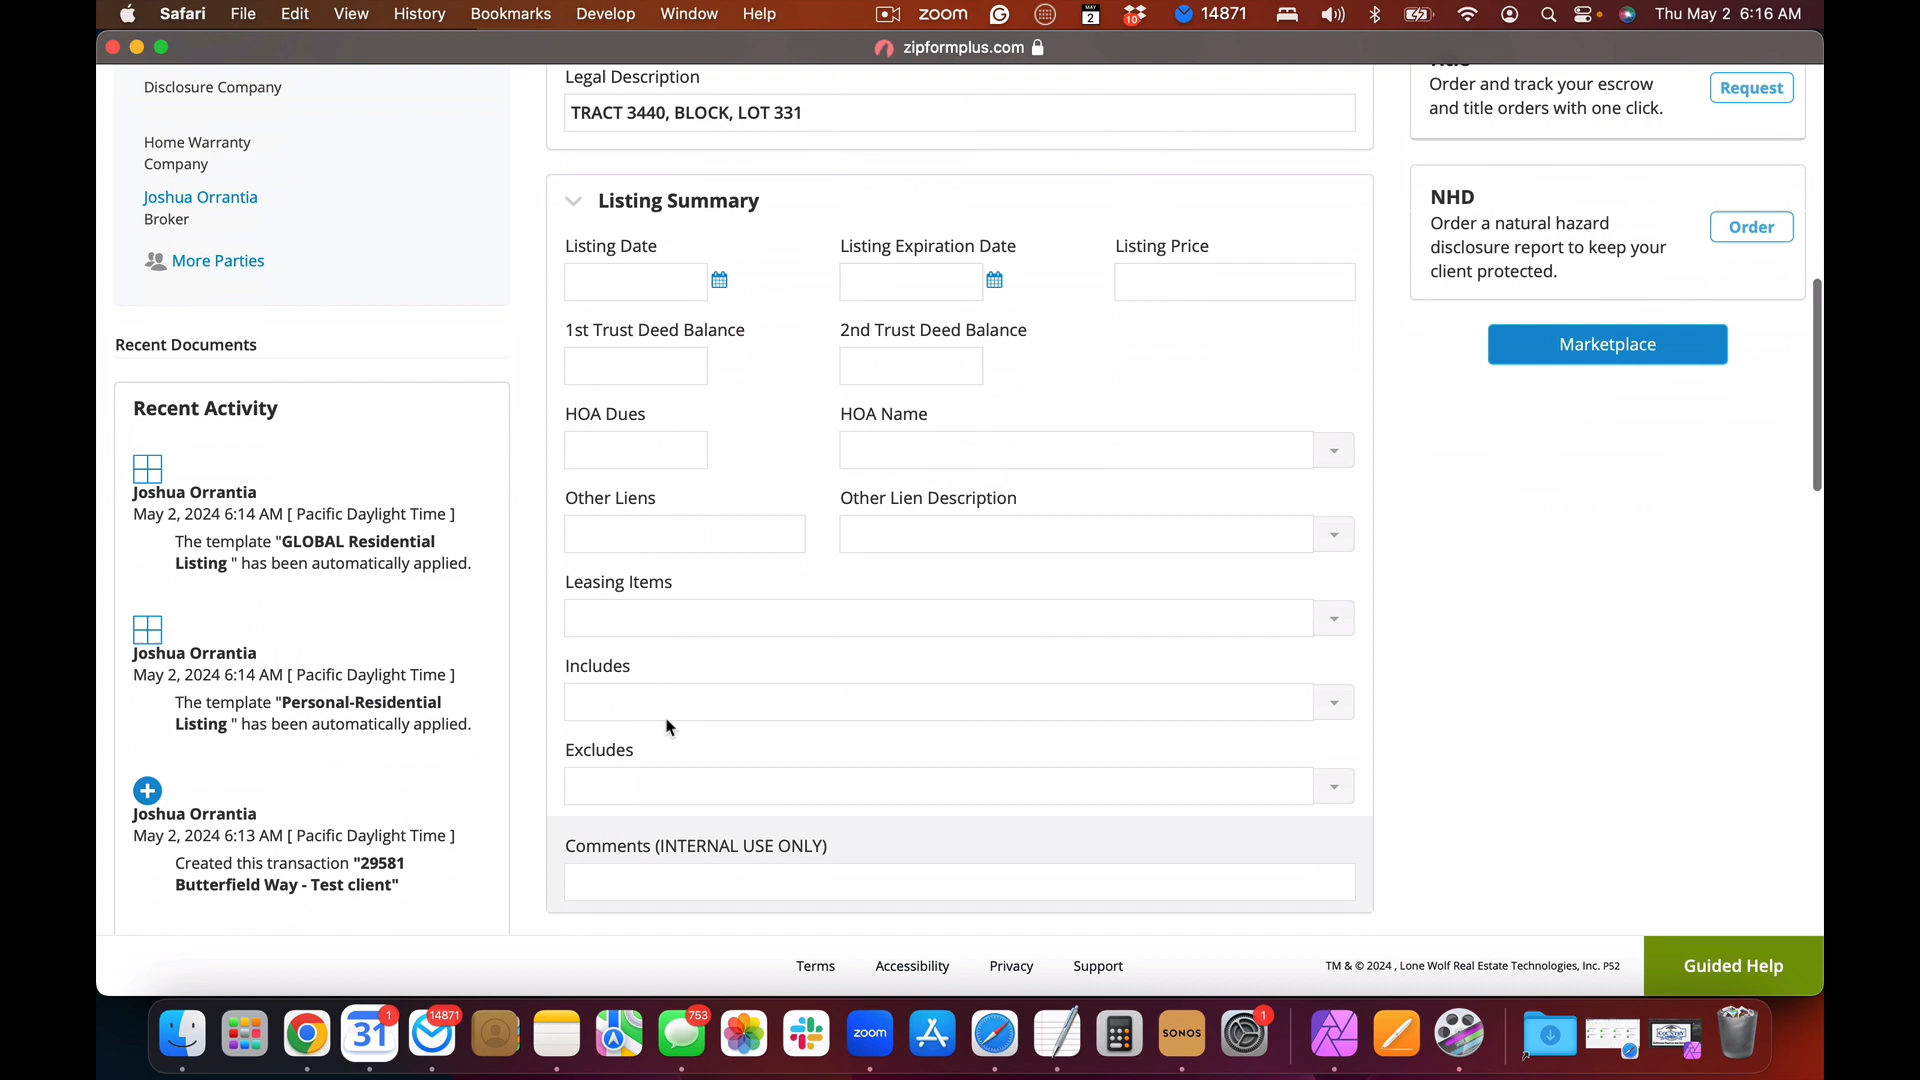 Safari File Edit View History Bookmarks Develop Window Help
zoom MAY 2 10 14871 Thu May 2 6:16 AM
zipformplus.com
Disclosure Company
Home Warranty
Company
Joshua Orrantia
Broker
More Parties
Recent Documents
Recent Activity
Joshua Orrantia
May 2, 2024 6:14 AM [ Pacific Daylight Time ]
The template "GLOBAL Residential
Listing " has been automatically applied.
Joshua Orrantia
May 2, 2024 6:14 AM [ Pacific Daylight Time ]
The template "Personal-Residential
Listing " has been automatically applied.
Joshua Orrantia
May 2, 2024 6:13 AM [ Pacific Daylight Time ]
Created this transaction "29581
Butterfield Way - Test client"
Legal Description
TRACT 3440, BLOCK, LOT 331
Listing Summary
Listing Date Listing Expiration Date Listing Price
1st Trust Deed Balance 2nd Trust Deed Balance
HOA Dues HOA Name
Other Liens Other Lien Description
Leasing Items
Includes
Excludes
Comments (INTERNAL USE ONLY)
Order and track your escrow
and title orders with one click.
Request
NHD
Order a natural hazard
disclosure report to keep your
client protected.
Order
Marketplace
Terms Accessibility Privacy Support
TM & © 2024 , Lone Wolf Real Estate Technologies, Inc. P52
Guided Help
31 1 14871 753 zoom SONOS 1